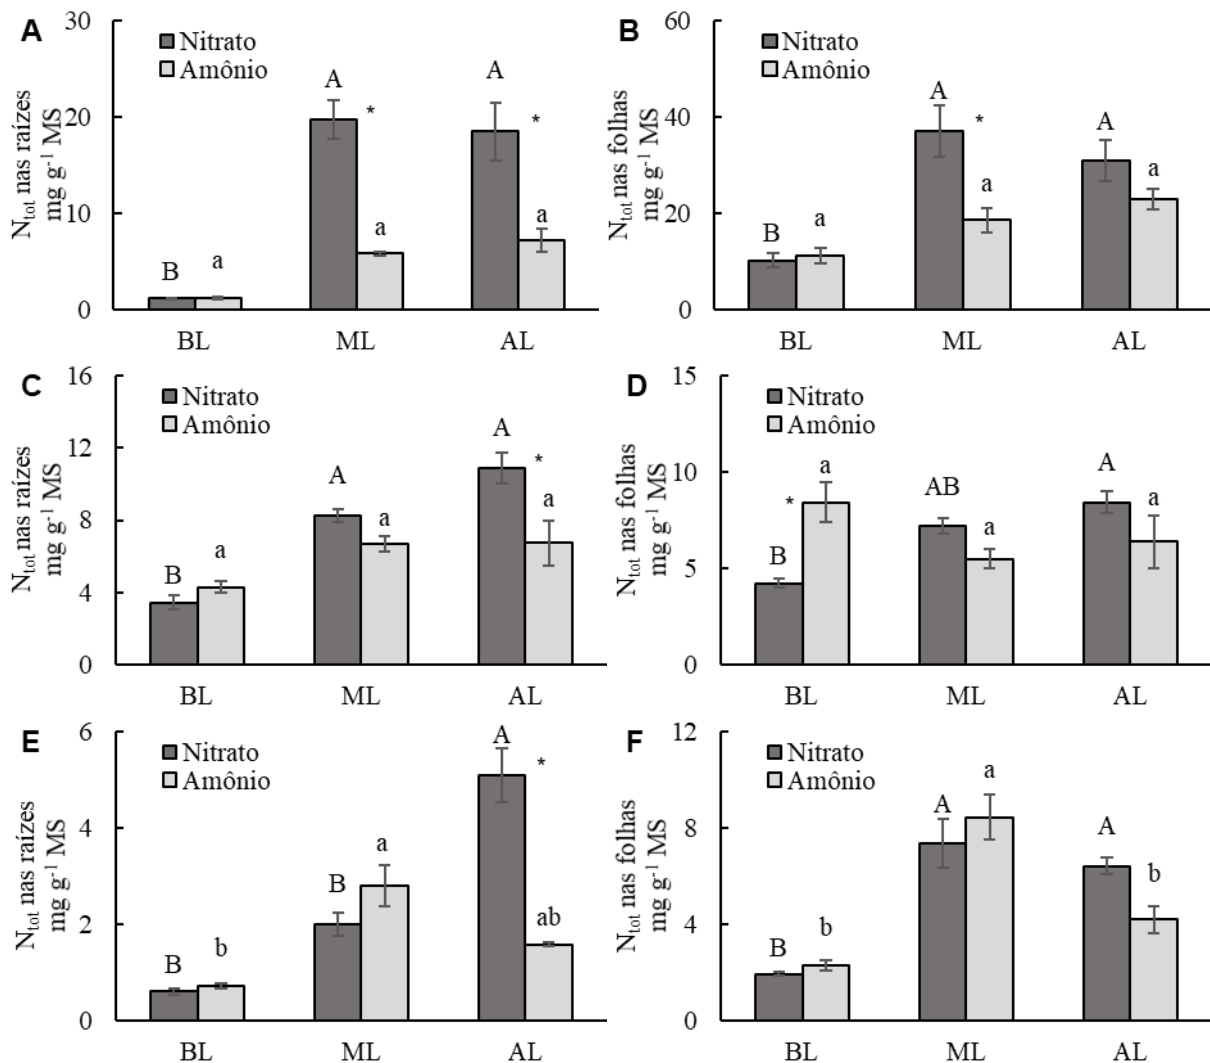 A
N_tot nas raízes
mg g⁻¹ MS
30
20
10
0
Nitrato
Amônio
B
a
A
*
a
A
*
a
BL
ML
AL
B
N_tot nas folhas
mg g⁻¹ MS
60
40
20
0
Nitrato
Amônio
B
a
A
*
a
A
a
BL
ML
AL
C
N_tot nas raízes
mg g⁻¹ MS
16
12
8
4
0
Nitrato
Amônio
B
a
A
a
A
*
a
BL
ML
AL
D
N_tot nas folhas
mg g⁻¹ MS
15
10
5
0
Nitrato
Amônio
*
B
a
AB
a
A
a
BL
ML
AL
E
N_tot nas raízes
mg g⁻¹ MS
6
4
2
0
Nitrato
Amônio
B
b
B
a
A
*
ab
BL
ML
AL
F
N_tot nas folhas
mg g⁻¹ MS
12
8
4
0
Nitrato
Amônio
B
b
A
a
A
b
BL
ML
AL